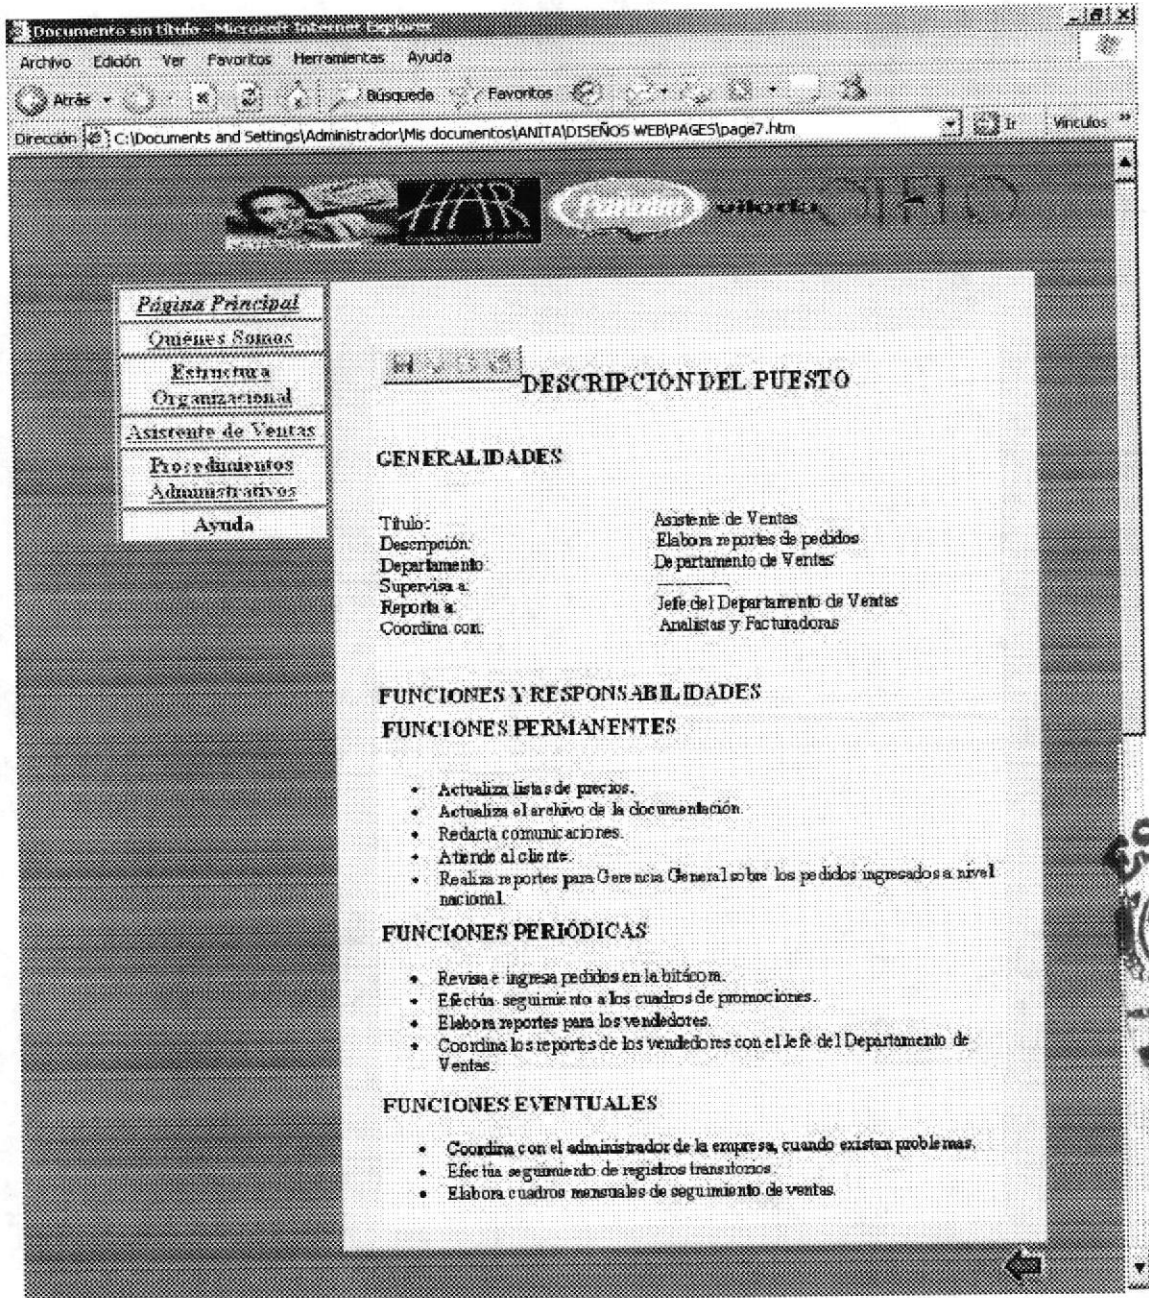 Documento sin título - Microsoft Internet Explorer
Archivo Edición Ver Favoritos Herramientas Ayuda
Atrás Búsqueda Favoritos
Dirección C:\Documents and Settings\Administrador\Mis documentos\ANITA\DISEÑOS WEB\PAGES\page7.htm Ir Vínculos »
HAR
Página Principal
Quiénes Somos
Estructura
Organizacional
Asistente de Ventas
Procedimientos
Administrativos
Ayuda
DESCRIPCIÓN DEL PUESTO
GENERALIDADES
Título: Asistente de Ventas
Descripción: Elabora reportes de pedidos
Departamento: Departamento de Ventas
Supervisa a: ------------
Reporta a: Jefe del Departamento de Ventas
Coordina con: Analistas y Facturadoras
FUNCIONES Y RESPONSABILIDADES
FUNCIONES PERMANENTES
• Actualiza listas de precios.
• Actualiza el archivo de la documentación.
• Redacta comunicaciones.
• Atiende al cliente.
• Realiza reportes para Gerencia General sobre los pedidos ingresados a nivel
nacional.
FUNCIONES PERIÓDICAS
• Revisa e ingresa pedidos en la bitácora.
• Efectúa seguimiento a los cuadros de promociones.
• Elabora reportes para los vendedores.
• Coordina los reportes de los vendedores con el Jefe del Departamento de
Ventas.
FUNCIONES EVENTUALES
• Coordina con el administrador de la empresa, cuando existan problemas.
• Efectúa seguimiento de registros transitorios.
• Elabora cuadros mensuales de seguimiento de ventas.